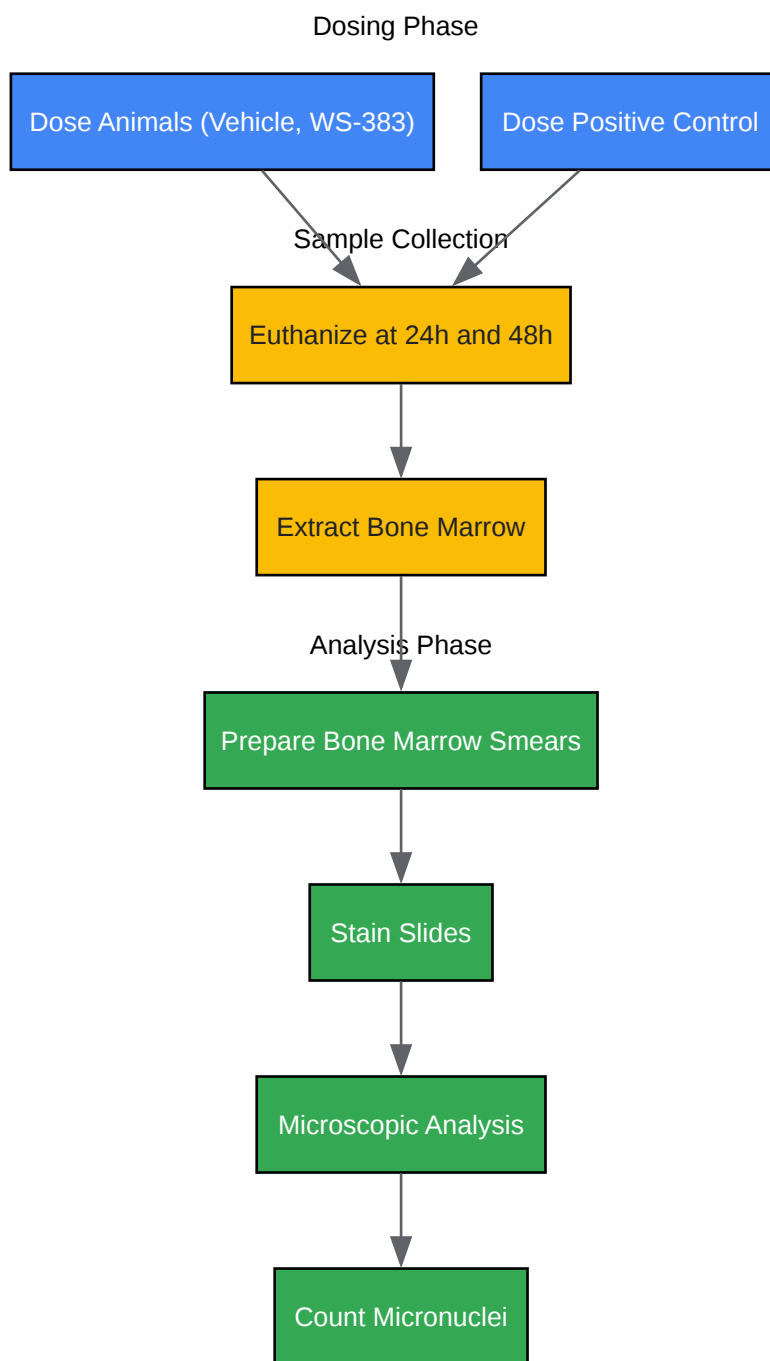 Dosing Phase
Dose Animals (Vehicle, WS-383)
Dose Positive Control
Sample Collection
Euthanize at 24h and 48h
Extract Bone Marrow
Analysis Phase
Prepare Bone Marrow Smears
Stain Slides
Microscopic Analysis
Count Micronuclei